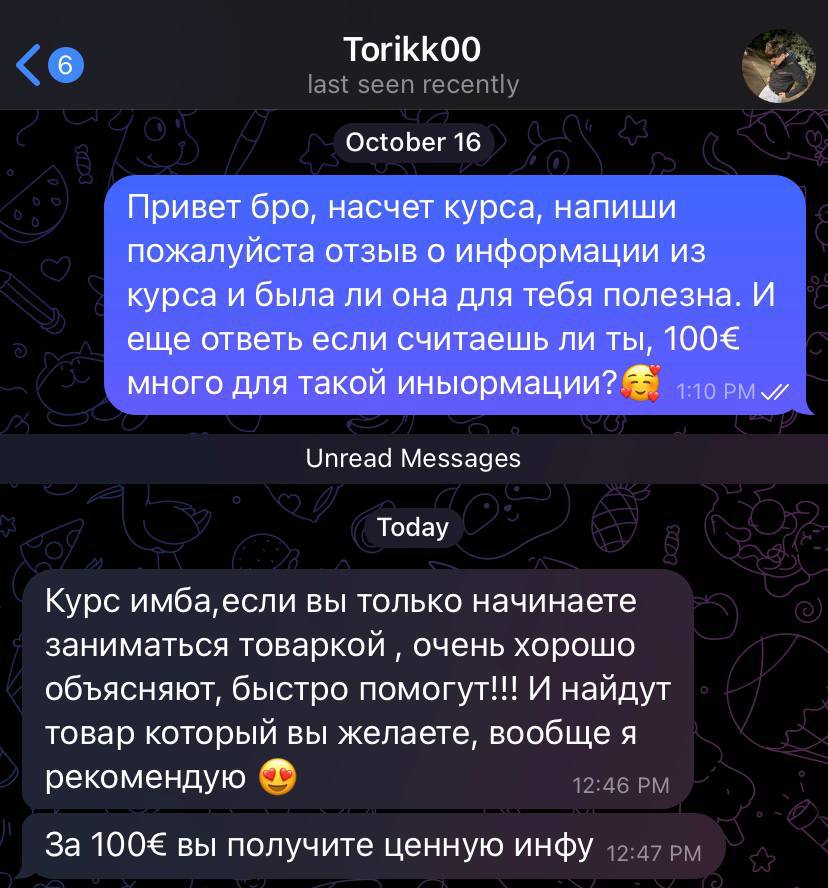 6
Torikk00
last seen recently
October 16
Привет бро, насчет курса, напиши
пожалуйста отзыв о информации из
курса и была ли она для тебя полезна. И
еще ответь если считаешь ли ты, 100€
много для такой иныормации?🥰 1:10 PM
Unread Messages
Today
Курс имба,если вы только начинаете
заниматься товаркой , очень хорошо
объясняют, быстро помогут!!! И найдут
товар который вы желаете, вообще я
рекомендую 😍 12:46 PM
За 100€ вы получите ценную инфу 12:47 PM